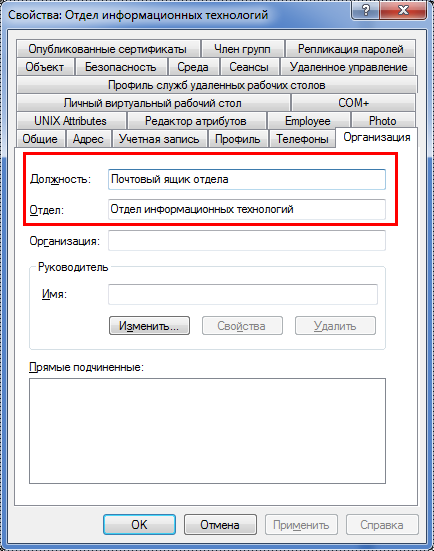 Свойства: Отдел информационных технологий
Опубликованные сертификаты Член групп Репликация паролей
Объект Безопасность Среда Сеансы Удаленное управление
Профиль служб удаленных рабочих столов
Личный виртуальный рабочий стол COM+
UNIX Attributes Редактор атрибутов Employee Photo
Общие Адрес Учетная запись Профиль Телефоны Организация
Должность: Почтовый ящик отдела
Отдел: Отдел информационных технологий
Организация:
Руководитель
Имя:
Изменить... Свойства Удалить
Прямые подчиненные:
OK Отмена Применить Справка